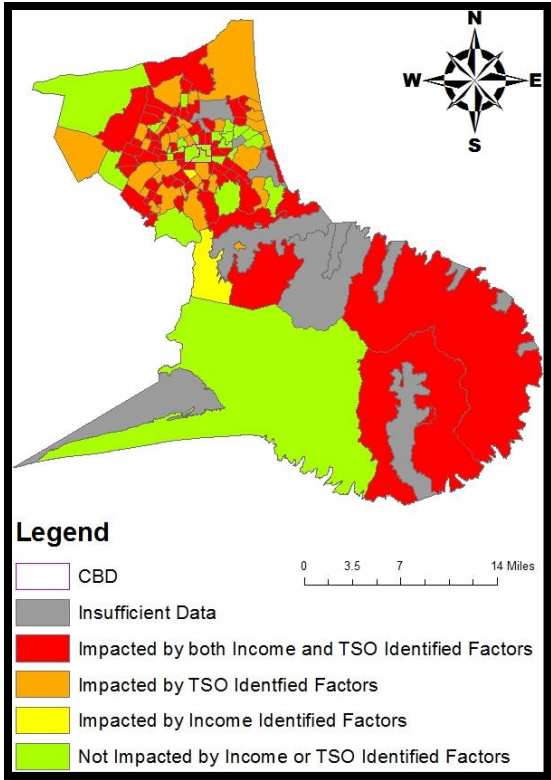 N
W E
S
Legend
0 3.5 7 14 Miles
CBD
Insufficient Data
Impacted by both Income and TSO Identified Factors
Impacted by TSO Identfied Factors
Impacted by Income Identified Factors
Not Impacted by Income or TSO Identified Factors